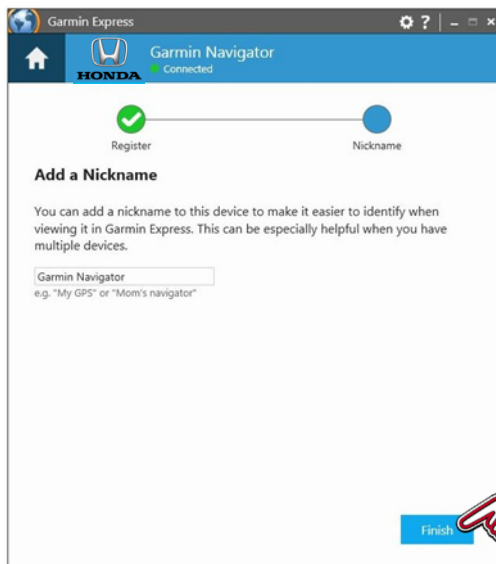 Garmin Express
?
HONDA
Garmin Navigator
Connected
Register
Nickname
Add a Nickname
You can add a nickname to this device to make it easier to identify when
viewing it in Garmin Express. This can be especially helpful when you have
multiple devices.
Garmin Navigator
e.g. "My GPS" or "Mom's navigator"
Finish